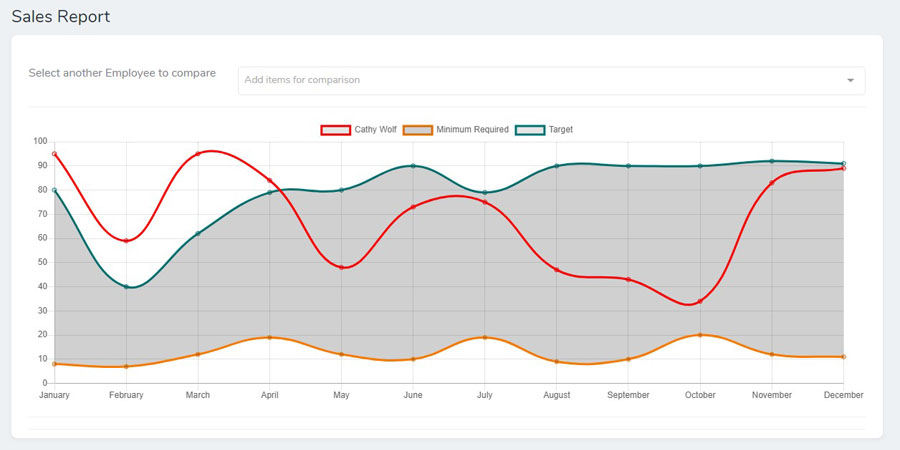 Sales Report
Select another Employee to compare
Add items for comparison
Cathy Wolf Minimum Required Target
100
90
80
70
60
50
40
30
20
10
0
January February March April May June July August September October November December